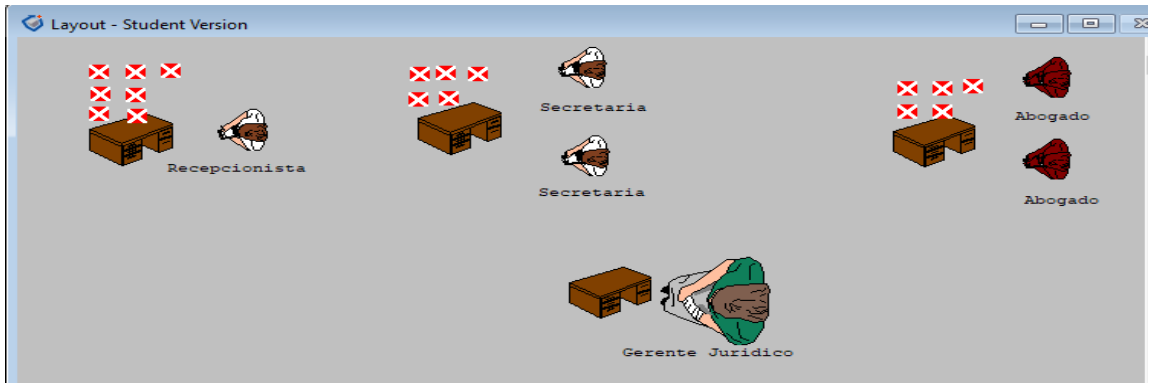 Layout - Student Version
Secretaria
Abogado
Recepcionista
Secretaria
Abogado
Gerente Juridico